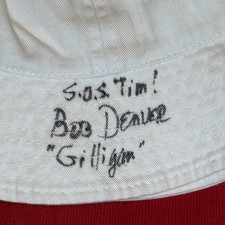 S.O.S. Tim!
BOB DENVER
"Gilligan"